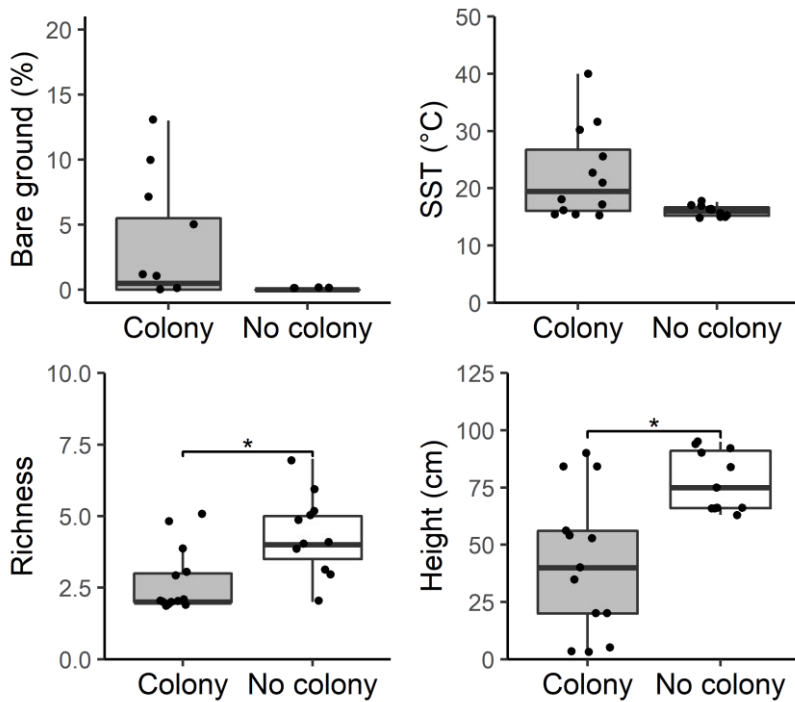 Bare ground (%)
20
15
10
5
0
Colony
No colony
SST (°C)
50
40
30
20
10
0
Colony
No colony
Richness
10.0
7.5
5.0
2.5
0.0
*
Colony
No colony
Height (cm)
125
100
75
50
25
0
*
Colony
No colony